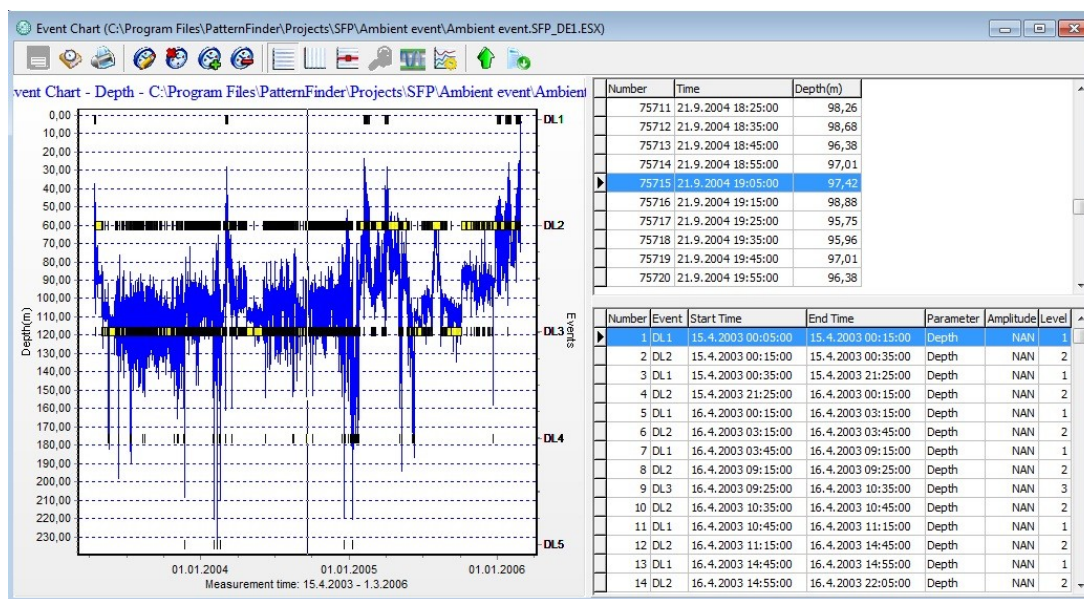 Event Chart (C:\Program Files\PatternFinder\Projects\SFP\Ambient event\Ambient event.SFP_DE1.ESX)
vent Chart - Depth - C:\Program Files\PatternFinder\Projects\SFP\Ambient event\Ambient
0,00
10,00
20,00
30,00
40,00
50,00
60,00
70,00
80,00
90,00
100,00
110,00
120,00
130,00
140,00
150,00
160,00
170,00
180,00
190,00
200,00
210,00
220,00
230,00
Depth(m)
DL1
DL2
DL3
DL4
DL5
Events
01.01.2004 01.01.2005 01.01.2006
Measurement time: 15.4.2003 - 1.3.2006
Number Time Depth(m)
75711 21.9.2004 18:25:00 98,26
75712 21.9.2004 18:35:00 98,68
75713 21.9.2004 18:45:00 96,38
75714 21.9.2004 18:55:00 97,01
75715 21.9.2004 19:05:00 97,42
75716 21.9.2004 19:15:00 98,88
75717 21.9.2004 19:25:00 95,75
75718 21.9.2004 19:35:00 95,96
75719 21.9.2004 19:45:00 97,01
75720 21.9.2004 19:55:00 96,38
Number Event Start Time End Time Parameter Amplitude Level
1 DL1 15.4.2003 00:05:00 15.4.2003 00:15:00 Depth NAN 1
2 DL2 15.4.2003 00:15:00 15.4.2003 00:35:00 Depth NAN 2
3 DL1 15.4.2003 00:35:00 15.4.2003 21:25:00 Depth NAN 1
4 DL2 15.4.2003 21:25:00 16.4.2003 00:15:00 Depth NAN 2
5 DL1 16.4.2003 00:15:00 16.4.2003 03:15:00 Depth NAN 1
6 DL2 16.4.2003 03:15:00 16.4.2003 03:45:00 Depth NAN 2
7 DL1 16.4.2003 03:45:00 16.4.2003 09:15:00 Depth NAN 1
8 DL2 16.4.2003 09:15:00 16.4.2003 09:25:00 Depth NAN 2
9 DL3 16.4.2003 09:25:00 16.4.2003 10:35:00 Depth NAN 3
10 DL2 16.4.2003 10:35:00 16.4.2003 10:45:00 Depth NAN 2
11 DL1 16.4.2003 10:45:00 16.4.2003 11:15:00 Depth NAN 1
12 DL2 16.4.2003 11:15:00 16.4.2003 14:45:00 Depth NAN 2
13 DL1 16.4.2003 14:45:00 16.4.2003 14:55:00 Depth NAN 1
14 DL2 16.4.2003 14:55:00 16.4.2003 22:05:00 Depth NAN 2